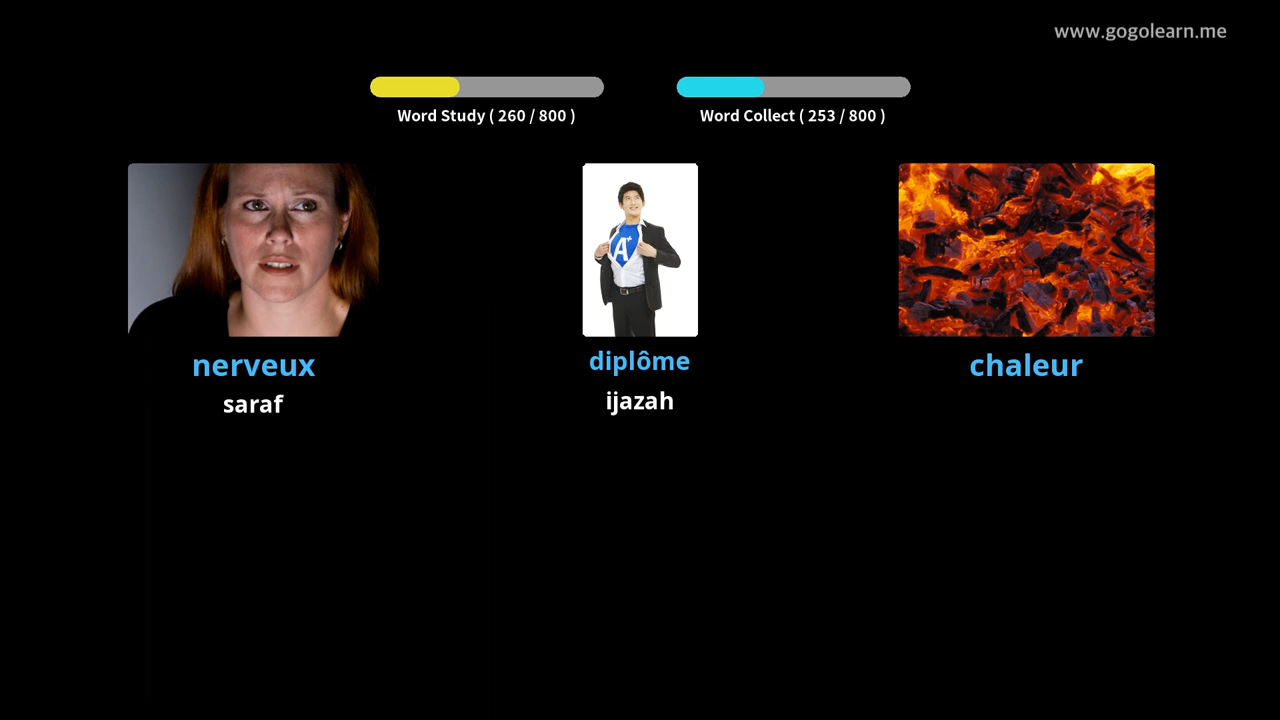 www.gogolearn.me
Word Study ( 260 / 800 )
Word Collect ( 253 / 800 )
A+
nerveux
diplôme
chaleur
saraf
ijazah